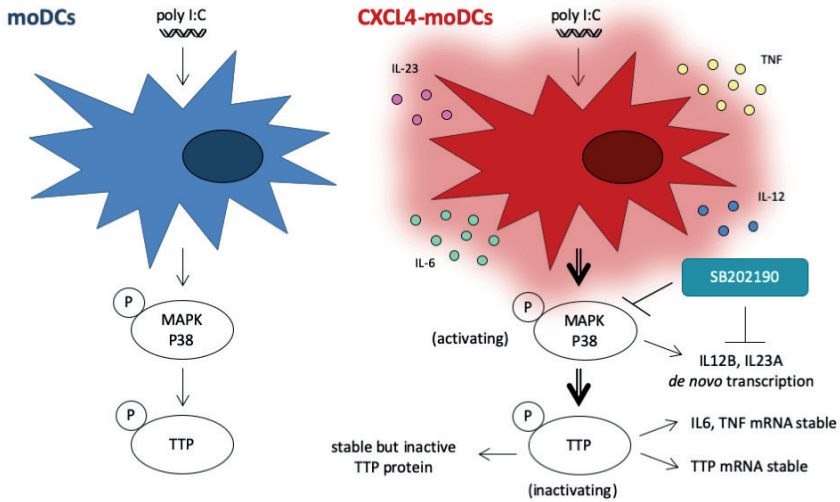 moDCs
poly I:C
P
MAPK
P38
P
TTP
CXCL4-moDCs
poly I:C
IL-23
TNF
IL-12
IL-6
SB202190
P
MAPK
P38
(activating)
IL12B, IL23A
de novo transcription
P
TTP
(inactivating)
IL6, TNF mRNA stable
TTP mRNA stable
stable but inactive
TTP protein